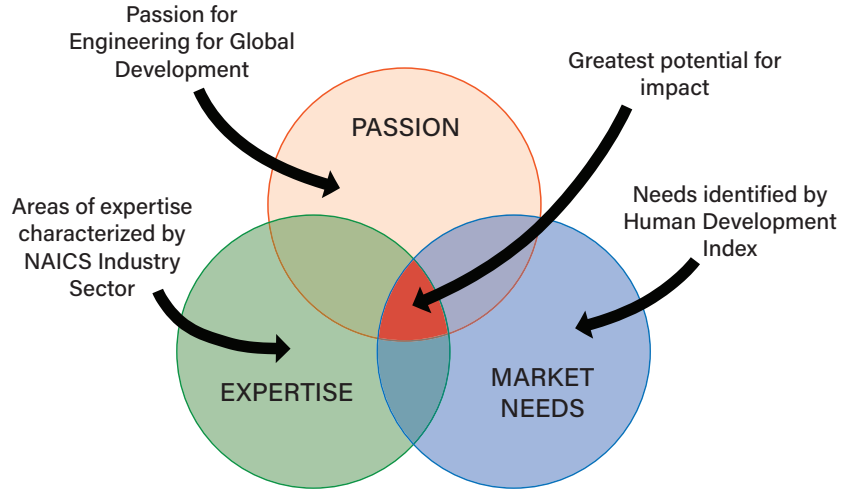 Passion for
Engineering for Global
Development
Greatest potential for
impact
PASSION
Areas of expertise
characterized by
NAICS Industry
Sector
Needs identified by
Human Development
Index
EXPERTISE
MARKET
NEEDS